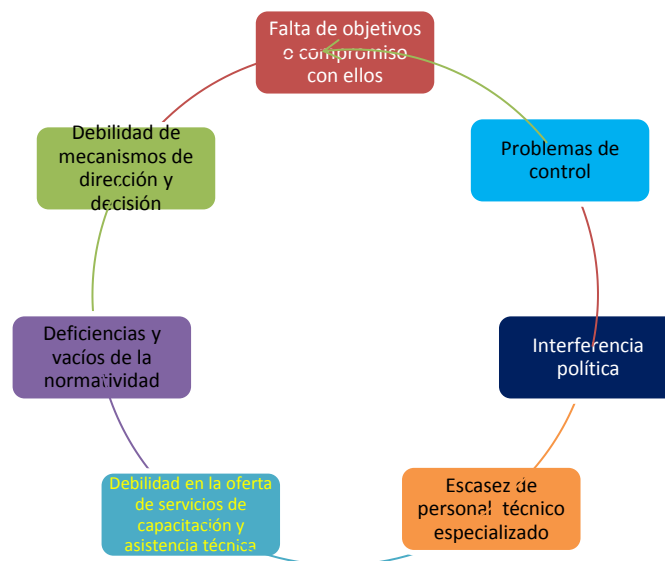 Falta de objetivos
o compromiso
con ellos
Problemas de
control
Interferencia
política
Escasez de
personal técnico
especializado
Debilidad en la oferta
de servicios de
capacitación y
asistencia técnica
Deficiencias y
vacíos de la
normatividad
Debilidad de
mecanismos de
dirección y
decisión